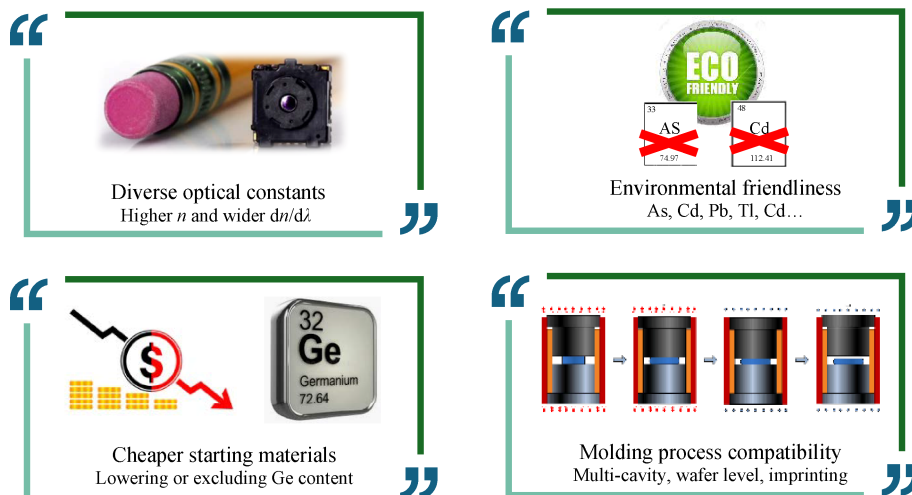 Diverse optical constants
Higher n and wider dn/dλ
ECO
FRIENDLY
33
AS
74.97
48
Cd
112.41
Environmental friendliness
As, Cd, Pb, Tl, Cd…
$
32
Ge
Germanium
72.64
Cheaper starting materials
Lowering or excluding Ge content
Molding process compatibility
Multi-cavity, wafer level, imprinting